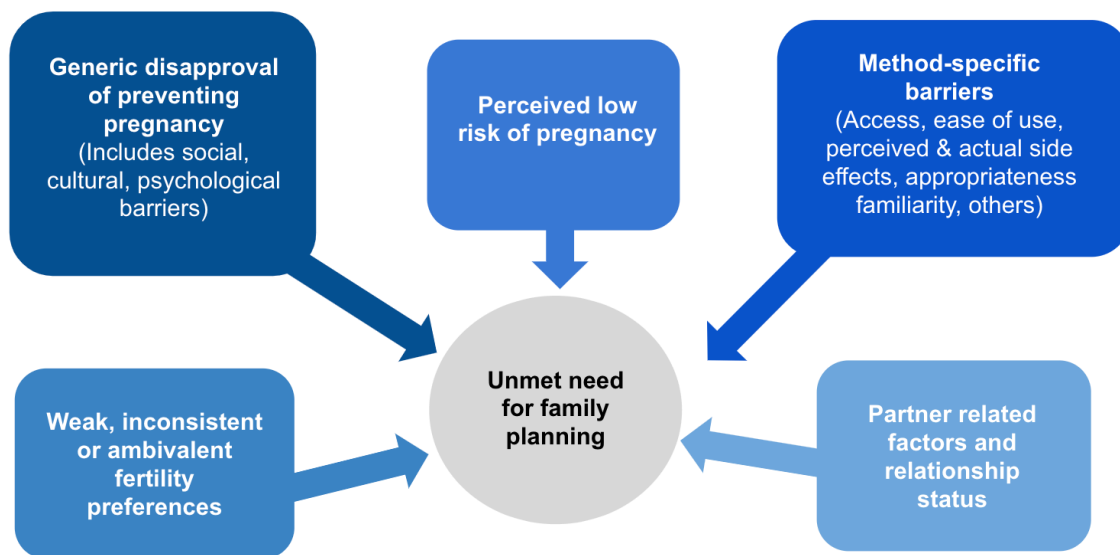 Generic disapproval
of preventing
pregnancy
(Includes social,
cultural, psychological
barriers)
Perceived low
risk of pregnancy
Method-specific
barriers
(Access, ease of use,
perceived & actual side
effects, appropriateness
familiarity, others)
Unmet need
for family
planning
Weak, inconsistent
or ambivalent
fertility
preferences
Partner related
factors and
relationship
status